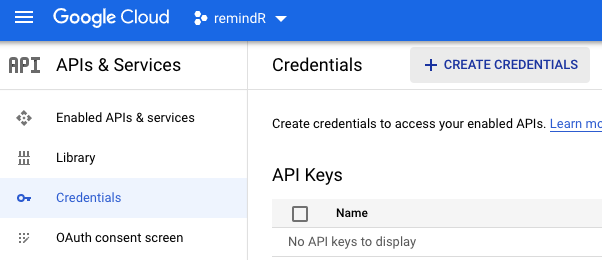 Google Cloud remindR
API APIs & Services Credentials + CREATE CREDENTIALS
Enabled APIs & services
Create credentials to access your enabled APIs. Learn
Library
API Keys
Credentials
Name
OAuth consent screen
No API keys to display